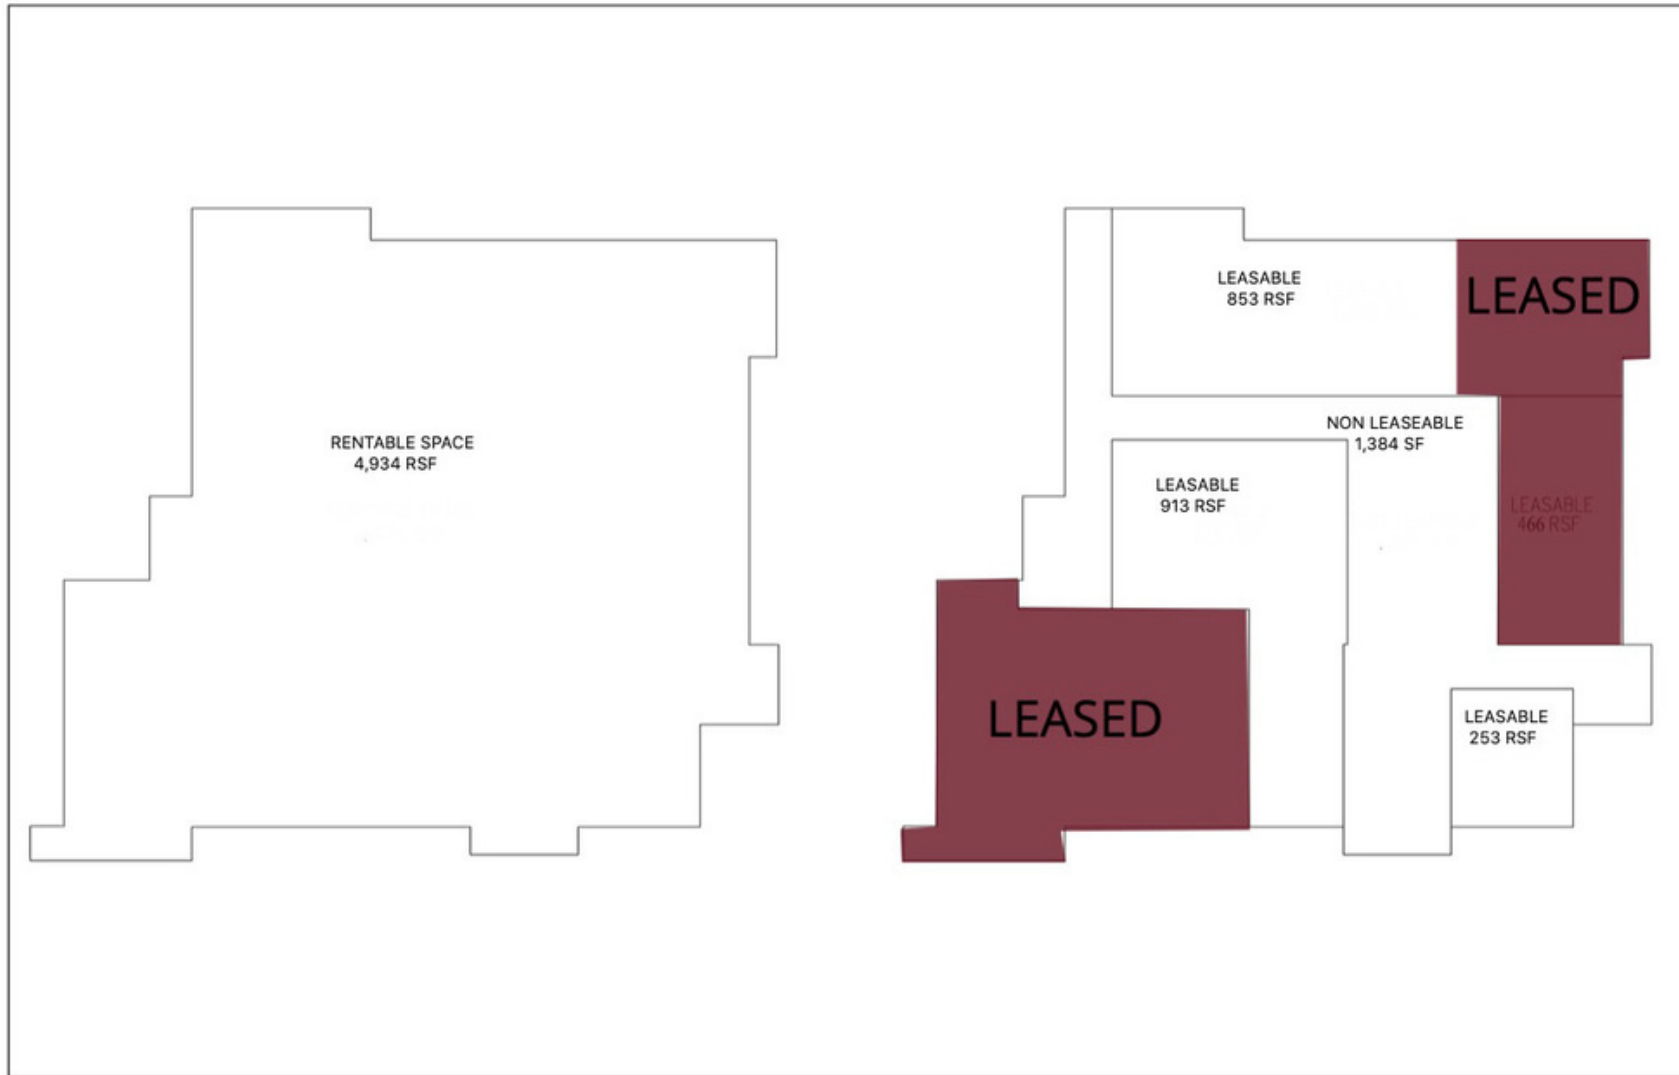 RENTABLE SPACE
4,934 RSF
LEASABLE
853 RSF
LEASED
NON LEASEABLE
1,384 SF
LEASABLE
913 RSF
LEASABLE
466 RSF
LEASED
LEASABLE
253 RSF